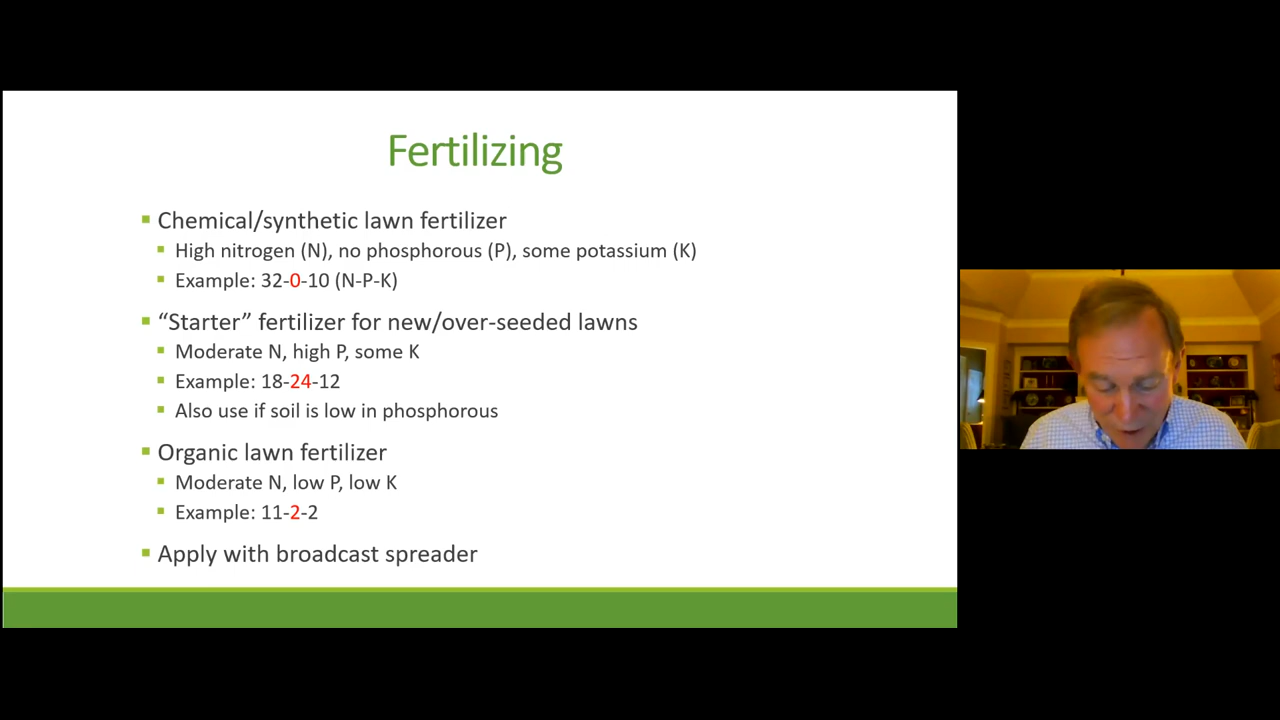 Fertilizing
Chemical/synthetic lawn fertilizer
High nitrogen (N), no phosphorous (P), some potassium (K)
Example: 32-0-10 (N-P-K)
“Starter” fertilizer for new/over-seeded lawns
Moderate N, high P, some K
Example: 18-24-12
Also use if soil is low in phosphorous
Organic lawn fertilizer
Moderate N, low P, low K
Example: 11-2-2
Apply with broadcast spreader